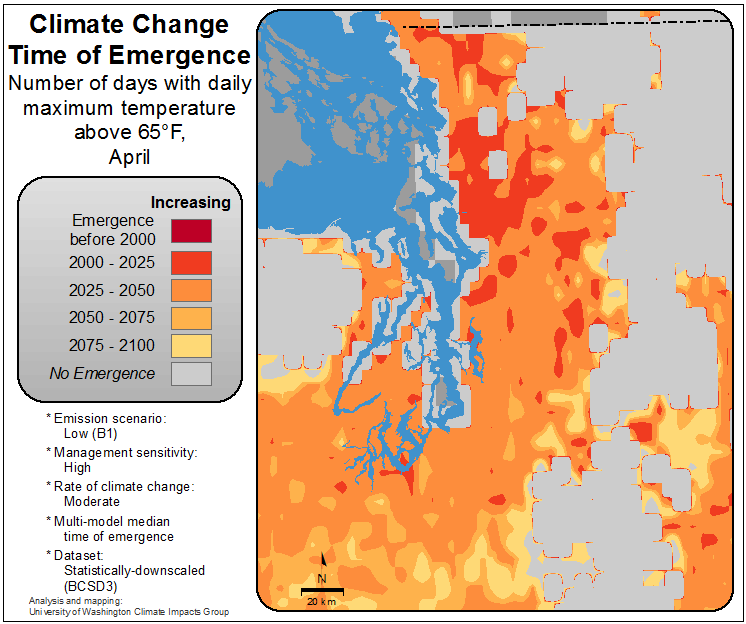 Climate Change
Time of Emergence
Number of days with daily
maximum temperature
above 65°F,
April
Increasing
Emergence
before 2000
2000 - 2025
2025 - 2050
2050 - 2075
2075 - 2100
No Emergence
* Emission scenario:
Low (B1)
* Management sensitivity:
High
* Rate of climate change:
Moderate
* Multi-model median
time of emergence
* Dataset:
Statistically-downscaled
(BCSD3)
Analysis and mapping:
University of Washington Climate Impacts Group
N
20 km